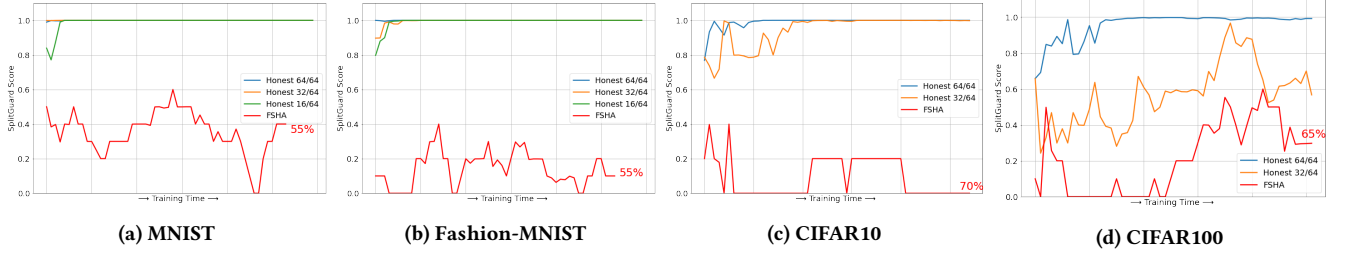 SplitGuard Score
1.0
0.8
0.6
0.4
0.2
0.0
Honest 64/64
Honest 32/64
Honest 16/64
FSHA
55%
⟶ Training Time ⟶
(a) MNIST
SplitGuard Score
1.0
0.8
0.6
0.4
0.2
0.0
Honest 64/64
Honest 32/64
Honest 16/64
FSHA
55%
⟶ Training Time ⟶
(b) Fashion-MNIST
SplitGuard Score
1.0
0.8
0.6
0.4
0.2
0.0
Honest 64/64
Honest 32/64
FSHA
70%
⟶ Training Time ⟶
(c) CIFAR10
SplitGuard Score
1.0
0.8
0.6
0.4
0.2
0.0
65%
Honest 64/64
Honest 32/64
FSHA
⟶ Training Time ⟶
(d) CIFAR100